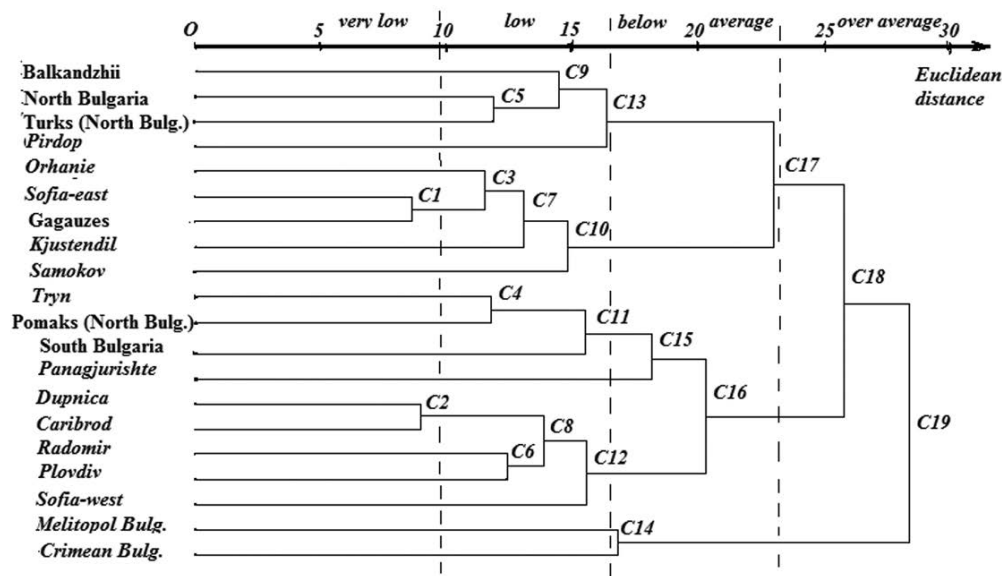 very low low below average over average
O 5 10 15 20 25 30
Euclidean
distance
Balkandzhii C9
North Bulgaria C5
Turks (North Bulg.) C13
Pirdop
Orhanie C3 C17
Sofia-east C1
Gagauzes C7
Kjustendil C10
Samokov C18
Tryn C4
Pomaks (North Bulg.) C11
South Bulgaria C15
Panagjurishte
Dupnica C2 C16
Caribrod C8 C19
Radomir C6
Plovdiv C12
Sofia-west
Melitopol Bulg. C14
Crimean Bulg.